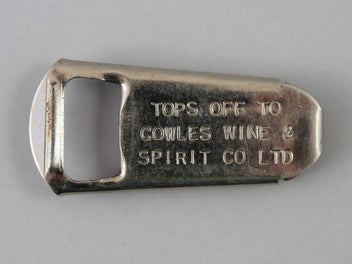 TOPS OFF TO
COWLES WINE &
SPIRIT CO LTD